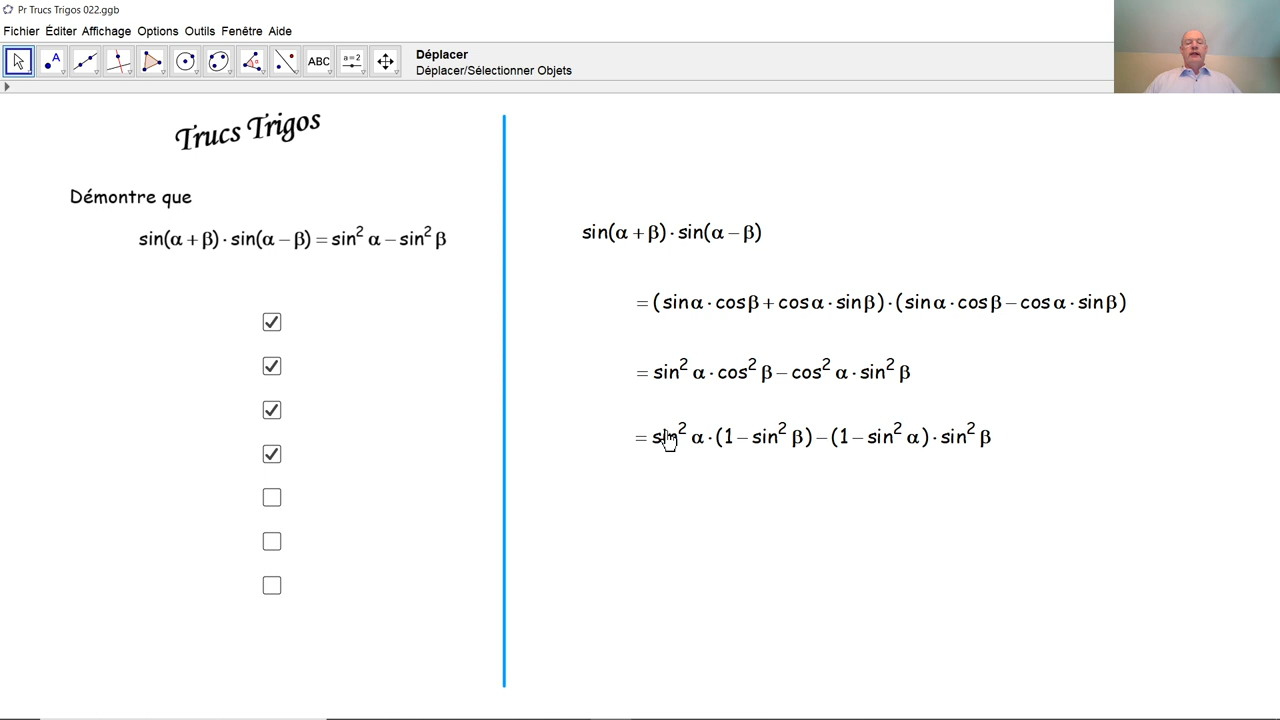 Pr Trucs Trigos 022.ggb
Fichier Éditer Affichage Options Outils Fenêtre Aide
A ABC a=2 Déplacer
Déplacer/Sélectionner Objets
Trucs Trigos
Démontre que
sin(α+β)·sin(α−β)=sin² α−sin² β
sin(α+β)·sin(α−β)
=(sinα·cosβ+cosα·sinβ)·(sinα·cosβ−cosα·sinβ)
=sin² α·cos² β−cos² α·sin² β
=sin² α·(1−sin² β)−(1−sin² α)·sin² β